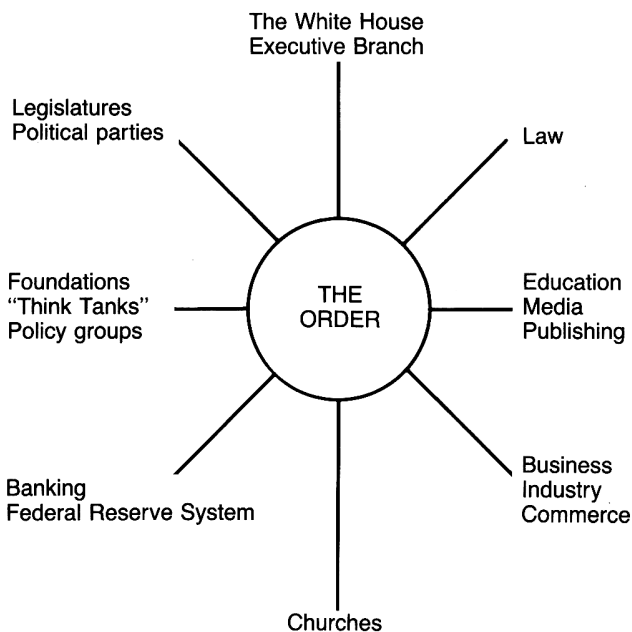 The White House
Executive Branch
Legislatures
Political parties
Law
Foundations
“Think Tanks”
Policy groups
THE
ORDER
Education
Media
Publishing
Banking
Federal Reserve System
Business
Industry
Commerce
Churches